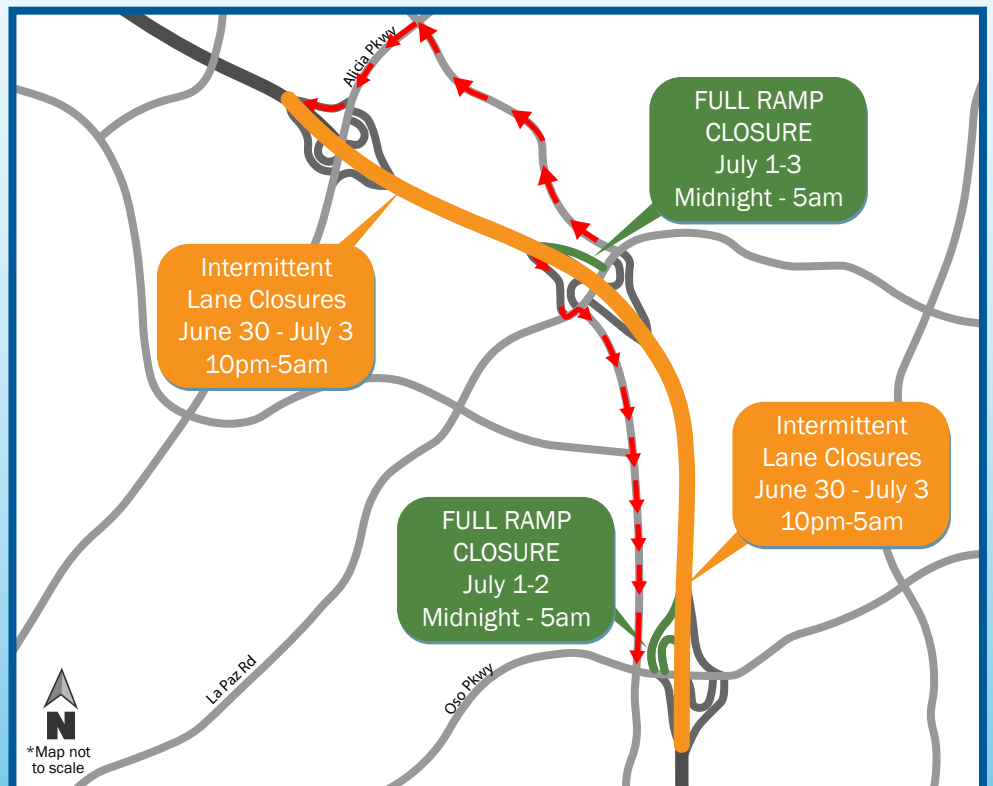 Alicia Pkwy
FULL RAMP
CLOSURE
July 1-3
Midnight - 5am
Intermittent
Lane Closures
June 30 - July 3
10pm-5am
Intermittent
Lane Closures
June 30 - July 3
10pm-5am
FULL RAMP
CLOSURE
July 1-2
Midnight - 5am
La Paz Rd
Oso Pkwy
N
*Map not
to scale